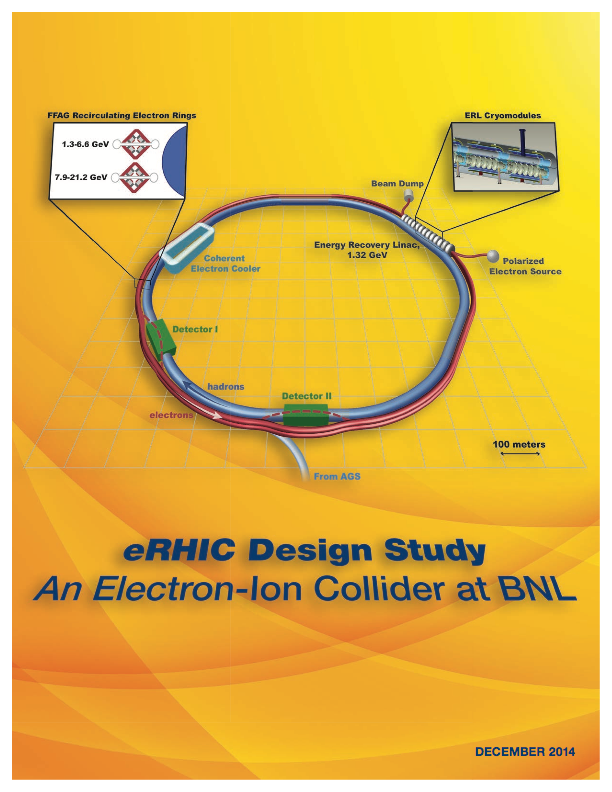 FFAG Recirculating Electron Rings
1.3-6.6 GeV
7.9-21.2 GeV
ERL Cryomodules
Beam Dump
Energy Recovery Linac,
1.32 GeV
Polarized
Electron Source
Coherent
Electron Cooler
Detector I
hadrons
Detector II
electrons
100 meters
From AGS
eRHIC Design Study
An Electron-Ion Collider at BNL
DECEMBER 2014